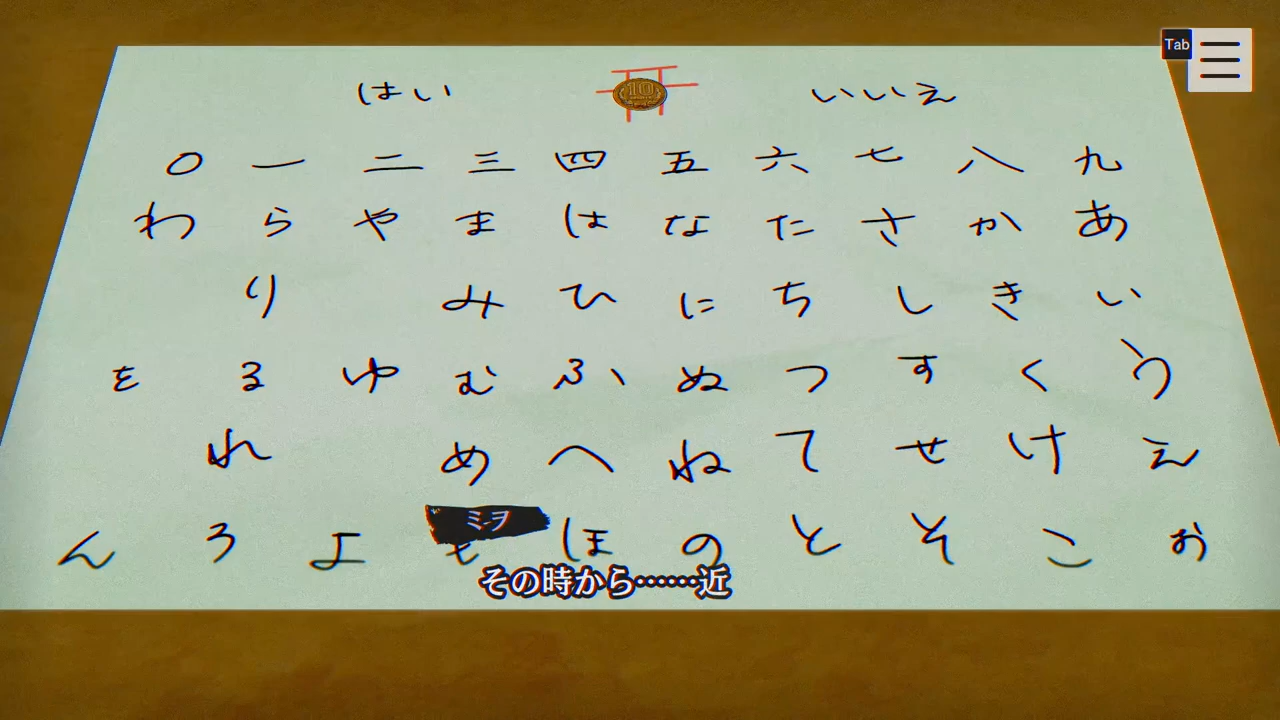 Tab
はい 10 いいえ
〇 一 二 三 四 五 六 七 八 九
わ ら や ま は な た さ か あ
り み ひ に ち し き い
を る ゆ む ふ ぬ つ す く う
れ め へ ね て せ け え
ミヲ
ん ろ よ も ほ の と そ こ お
その時から……近